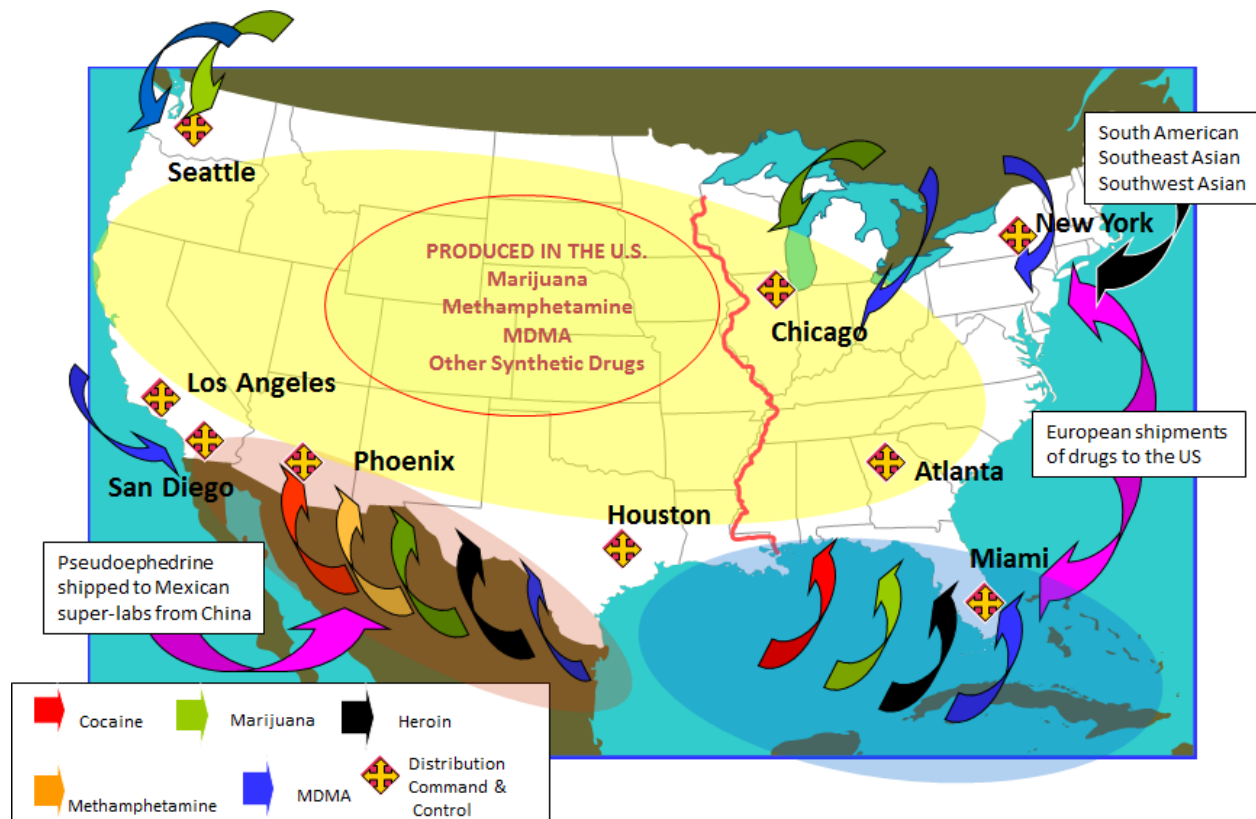 Seattle
South American
Southeast Asian
Southwest Asian
New York
PRODUCED IN THE U.S.
Marijuana
Methamphetamine
MDMA
Other Synthetic Drugs
Chicago
Los Angeles
San Diego
Phoenix
European shipments
of drugs to the US
Atlanta
Houston
Miami
Pseudoephedrine
shipped to Mexican
super-labs from China
Cocaine
Marijuana
Heroin
Methamphetamine
MDMA
Distribution
Command &
Control